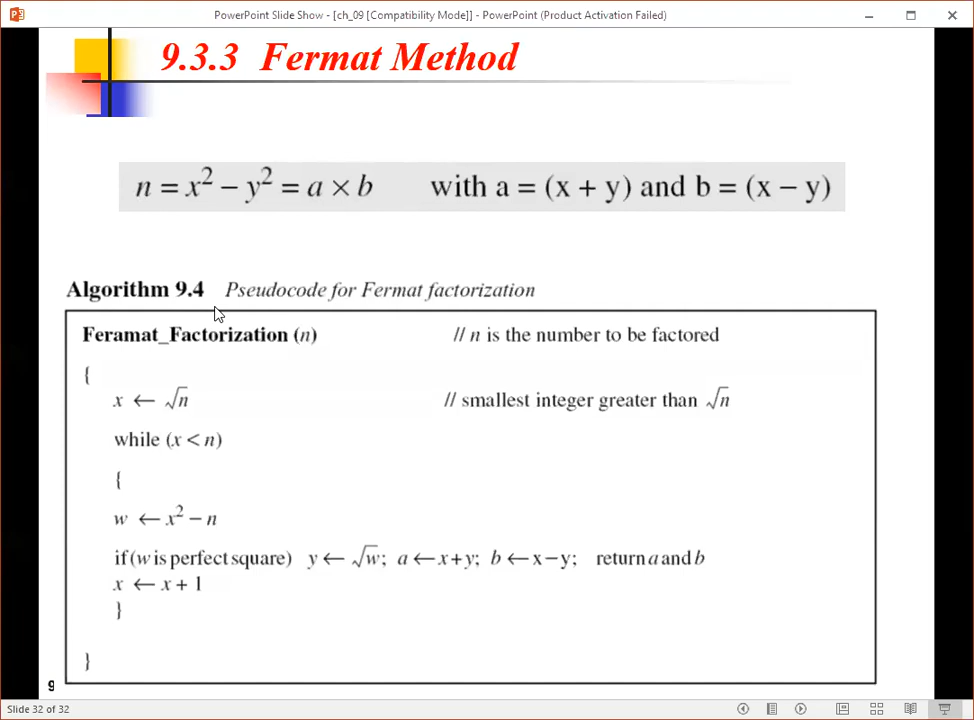 PowerPoint Slide Show - [ch_09 [Compatibility Mode]] - PowerPoint (Product Activation Failed)
9.3.3 Fermat Method
n = x² – y² = a × b with a = (x + y) and b = (x – y)
Algorithm 9.4 Pseudocode for Fermat factorization
Feramat_Factorization (n) // n is the number to be factored
{
x ← √n // smallest integer greater than √n
while (x < n)
{
w ← x² – n
if (w is perfect square) y ← √w; a ← x+y; b ← x–y; return a and b
x ← x + 1
}
}
9
Slide 32 of 32